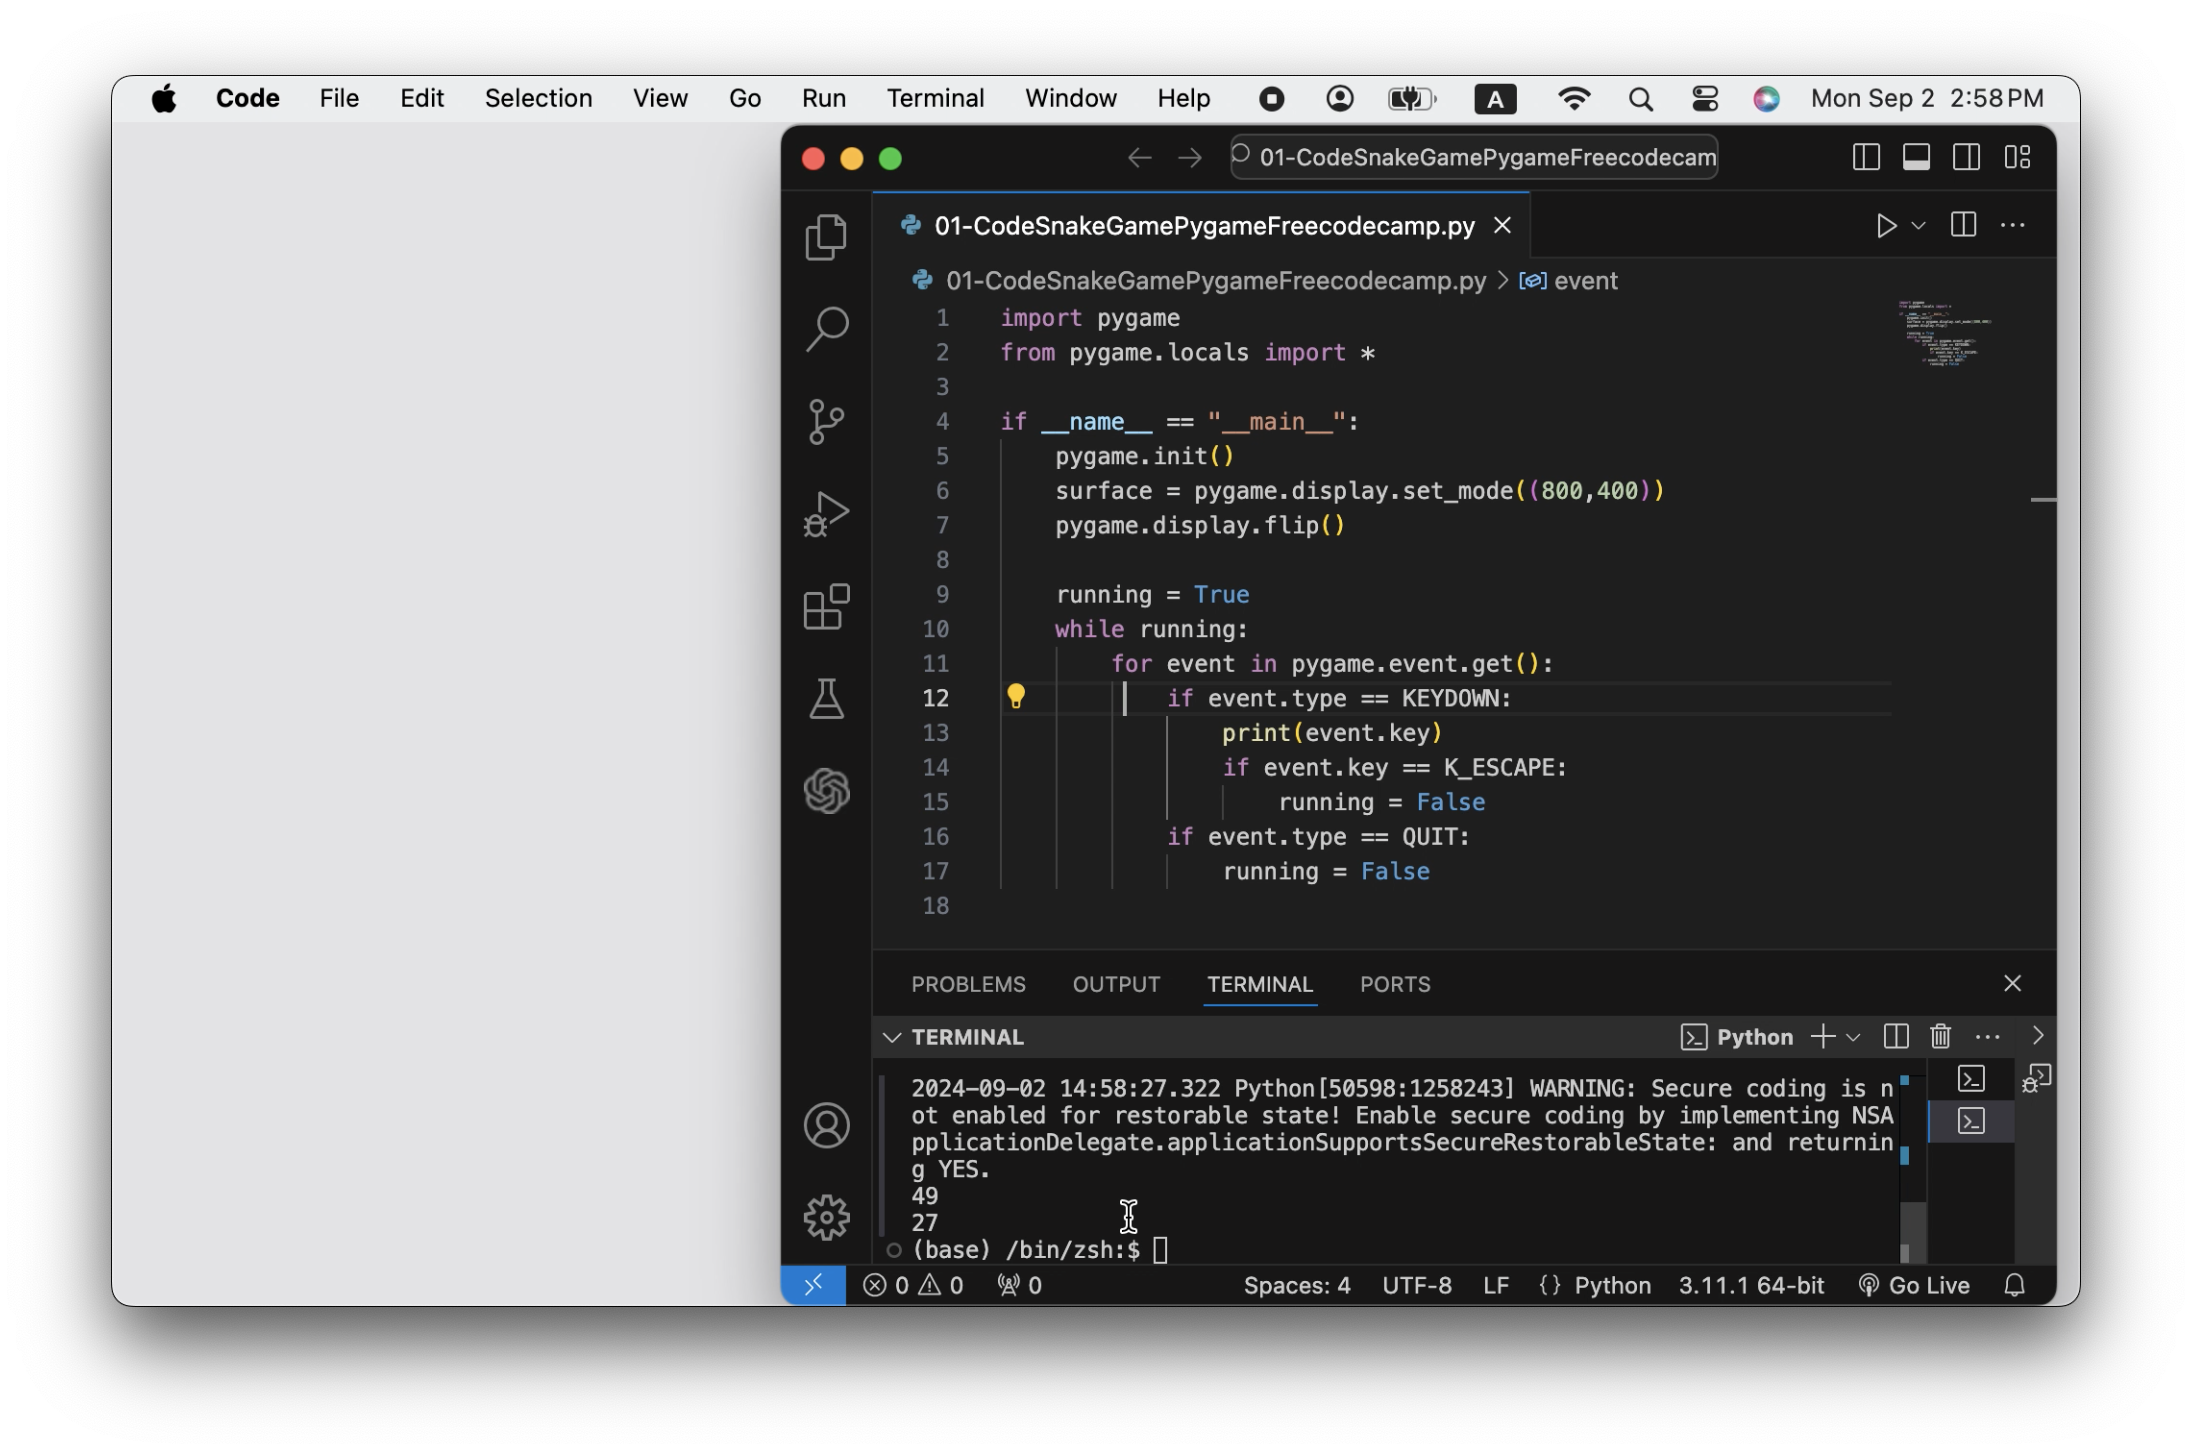 Code File Edit Selection View Go Run Terminal Window Help A Mon Sep 2 2:58 PM
01-CodeSnakeGamePygameFreecodecam
01-CodeSnakeGamePygameFreecodecamp.py
01-CodeSnakeGamePygameFreecodecamp.py > event
1 import pygame
2 from pygame.locals import *
3
4 if __name__ == "__main__":
5     pygame.init()
6     surface = pygame.display.set_mode((800,400))
7     pygame.display.flip()
8
9     running = True
10     while running:
11         for event in pygame.event.get():
12             if event.type == KEYDOWN:
13                 print(event.key)
14                 if event.key == K_ESCAPE:
15                     running = False
16             if event.type == QUIT:
17                 running = False
18
PROBLEMS OUTPUT TERMINAL PORTS
TERMINAL Python
2024-09-02 14:58:27.322 Python[50598:1258243] WARNING: Secure coding is n
ot enabled for restorable state! Enable secure coding by implementing NSA
pplicationDelegate.applicationSupportsSecureRestorableState: and returnin
g YES.
49
27
(base) /bin/zsh:$
0 0 0 Spaces: 4 UTF-8 LF {} Python 3.11.1 64-bit Go Live